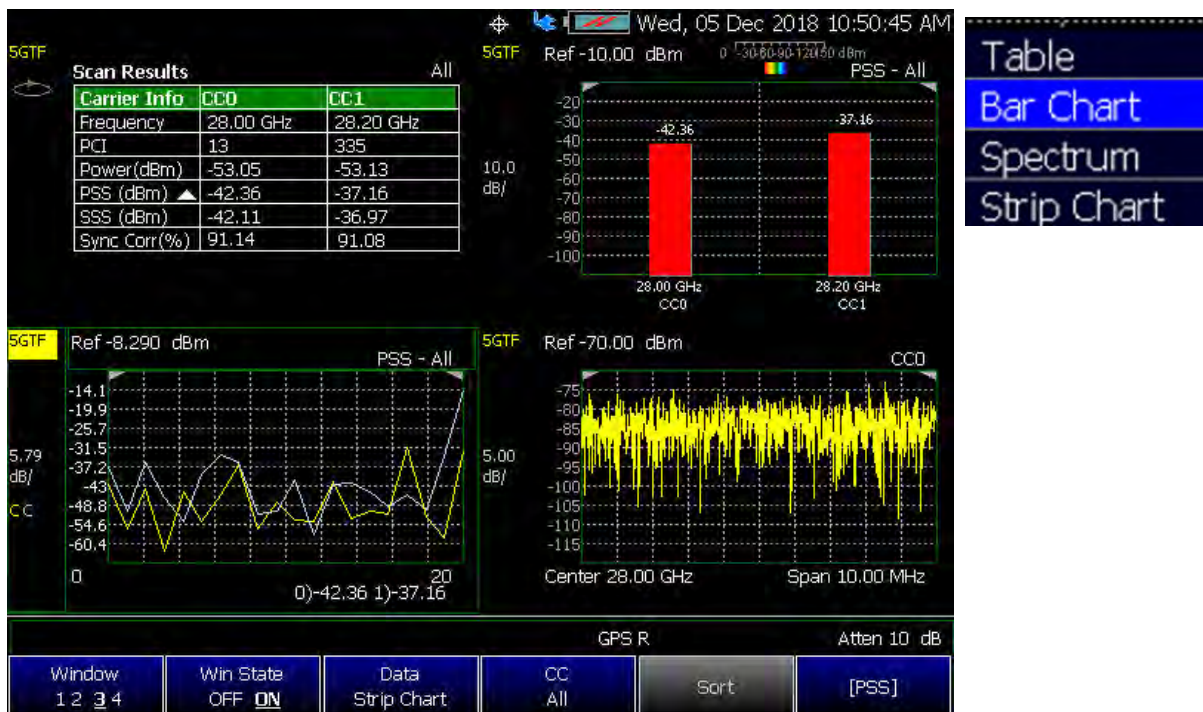 Wed, 05 Dec 2018 10:50:45 AM
5GTF
Scan Results All
Carrier Info CC0 CC1
Frequency 28.00 GHz 28.20 GHz
PCI 13 335
Power(dBm) -53.05 -53.13
PSS (dBm) -42.36 -37.16
SSS (dBm) -42.11 -36.97
Sync Corr(%) 91.14 91.08
5GTF Ref -10.00 dBm
PSS - All
10.0
dB/
-20
-30
-40
-50
-60
-70
-80
-90
-100
-42.36 -37.16
28.00 GHz 28.20 GHz
CC0 CC1
5GTF Ref -8.290 dBm
PSS - All
5.79
dB/
CC
-14.1
-19.9
-25.7
-31.5
-37.2
-43
-48.8
-54.6
-60.4
0 20
0)-42.36 1)-37.16
5GTF Ref -70.00 dBm
CC0
5.00
dB/
-75
-80
-85
-90
-95
-100
-105
-110
-115
Center 28.00 GHz Span 10.00 MHz
GPS R Atten 10 dB
Window Win State Data CC Sort [PSS]
1 2 3 4 OFF ON Strip Chart All
Table
Bar Chart
Spectrum
Strip Chart